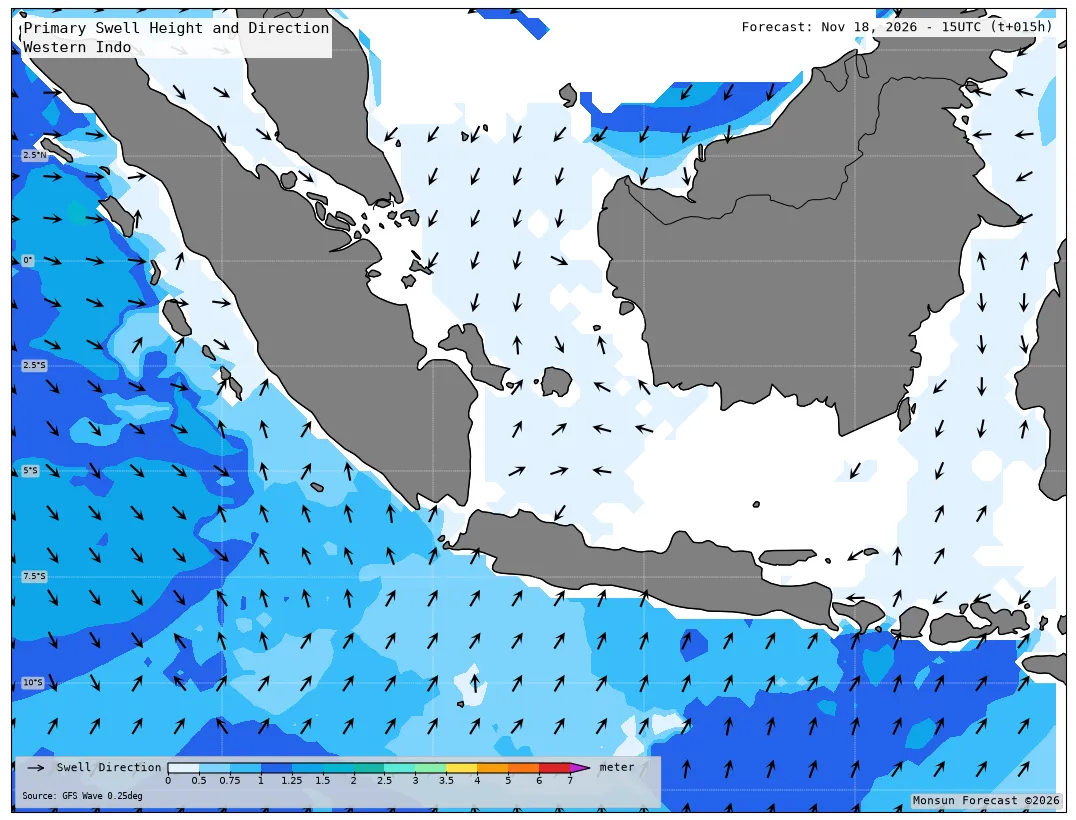 Primary Swell Height and Direction
Western Indo
Forecast: Nov 18, 2026 - 15UTC (t+015h)
2.5°N
0°
2.5°S
5°S
7.5°S
10°S
Swell Direction
0 0.5 0.75 1 1.25 1.5 2 2.5 3 3.5 4 5 6 7
meter
Source: GFS Wave 0.25deg
Monsun Forecast ©2026